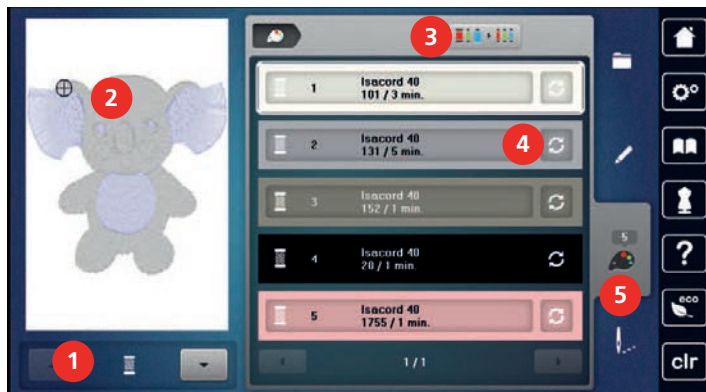 3
1
Isacord 40
101 / 3 min.
2
2
Isacord 40
131 / 5 min.
4
3
Isacord 40
152 / 1 min.
4
Isacord 40
20 / 1 min.
5
Isacord 40
1755 / 1 min.
1
1/1
5
5
?
eco
clr